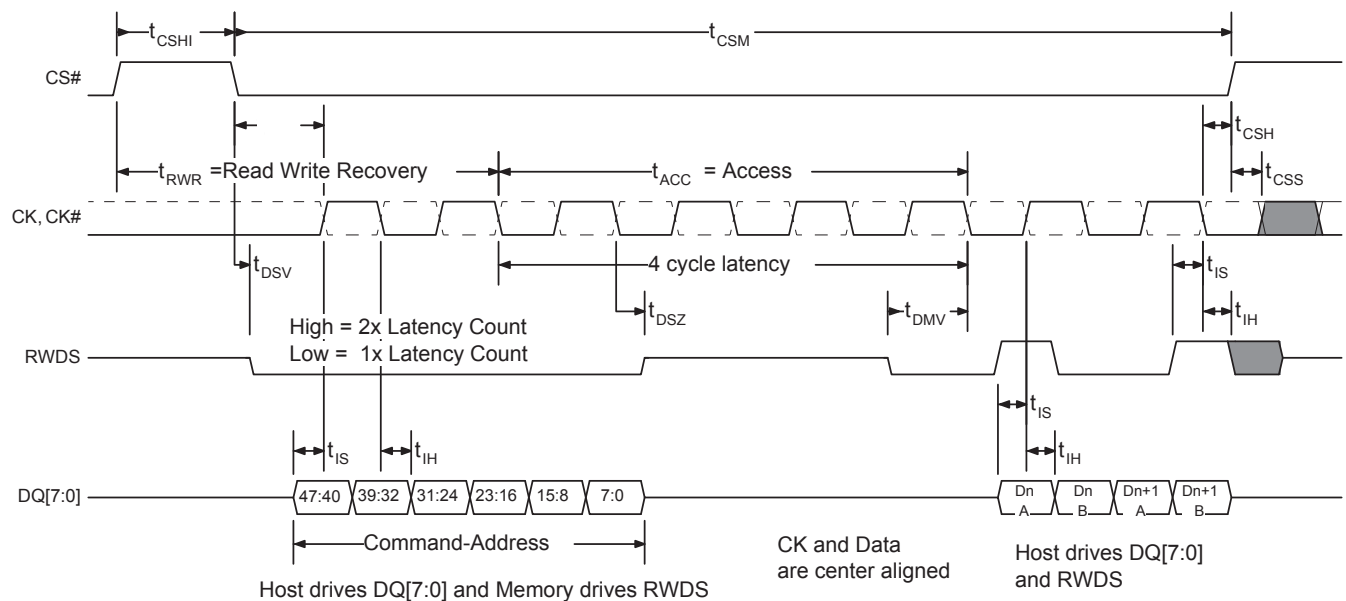 tCSHI
tCSM
CS#
tCSH
tRWR =Read Write Recovery
tACC = Access
tCSS
CK, CK#
tDSV
4 cycle latency
tIS
tDSZ
tDMV
tIH
High = 2x Latency Count
Low = 1x Latency Count
RWDS
tIS
tIS
tIH
tIH
DQ[7:0]
47:40 39:32 31:24 23:16 15:8 7:0
Dn A Dn B Dn+1 A Dn+1 B
Command-Address
CK and Data
are center aligned
Host drives DQ[7:0]
and RWDS
Host drives DQ[7:0] and Memory drives RWDS